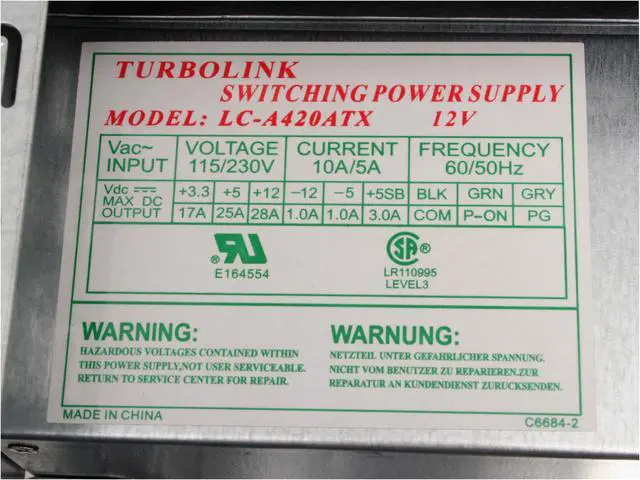 TURBOLINK
SWITCHING POWER SUPPLY
MODEL: LC-A420ATX 12V
Vac~ INPUT VOLTAGE 115/230V CURRENT 10A/5A FREQUENCY 60/50Hz
Vdc ⎓ MAX DC OUTPUT +3.3 +5 +12 −12 −5 +5SB BLK GRN GRY
17A 25A 28A 1.0A 1.0A 3.0A COM P-ON PG
RU ® SA ®
E164554 LR110995
LEVEL3
WARNING:
HAZARDOUS VOLTAGES CONTAINED WITHIN
THIS POWER SUPPLY,NOT USER SERVICEABLE.
RETURN TO SERVICE CENTER FOR REPAIR.
WARNUNG:
NETZTEIL UNTER GEFAHRLICHER SPANNUNG.
NICHT VOM BENUTZER ZU REPARIEREN.ZUR
REPARATUR AN KUNDENDIENST ZURUCKSENDEN.
MADE IN CHINA C6684-2